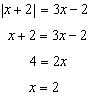 |x + 2| = 3x − 2
x + 2 = 3x − 2
4 = 2x
x = 2